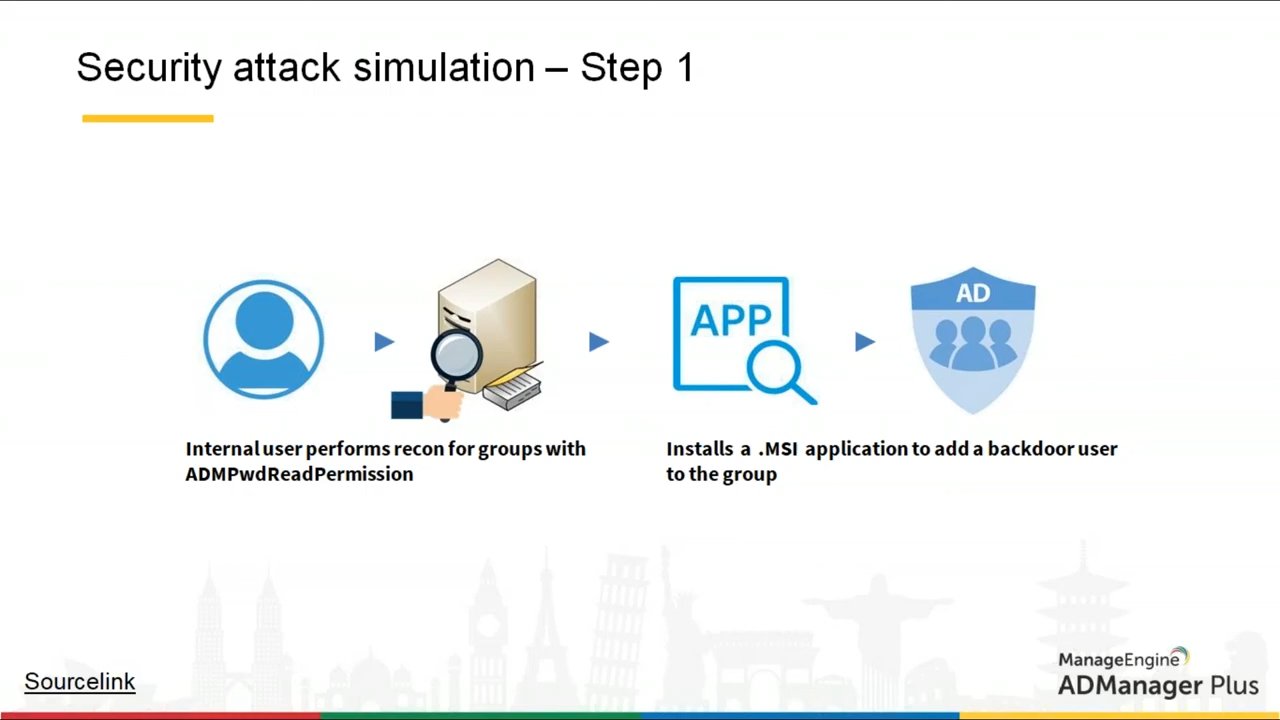 Security attack simulation – Step 1
APP
AD
Internal user performs recon for groups with
ADMPwdReadPermission
Installs a .MSI application to add a backdoor user
to the group
Sourcelink
ManageEngine
ADManager Plus